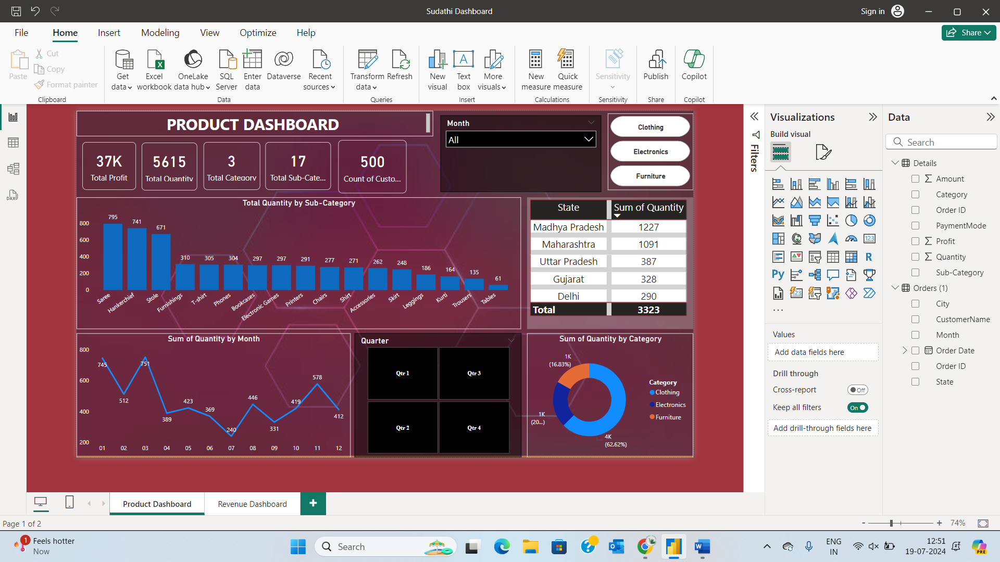 Sudathi Dashboard
Sign in
File Home Insert Modeling View Optimize Help
Share
Paste
Cut
Copy
Format painter
Clipboard
Get data
Excel workbook
OneLake data hub
SQL Server
Enter data
Dataverse
Recent sources
Data
Transform data
Refresh
Queries
New visual
Text box
More visuals
Insert
New measure
Quick measure
Calculations
Sensitivity
Sensitivity
Publish
Share
Copilot
Copilot
PRODUCT DASHBOARD
37K
Total Profit
5615
Total Quantity
3
Total Category
17
Total Sub-Cate...
500
Count of Custo...
Month
All
Clothing
Electronics
Furniture
Total Quantity by Sub-Category
800
600
400
200
0
795 741 671 310 305 304 297 297 291 277 271 262 248 186 164 135 61
Saree Hankerchief Stole Furnishings T-shirt Phones Bookcases Electronic Games Printers Chairs Shirt Accessories Skirt Leggings Kurti Trousers Tables
State Sum of Quantity
Madhya Pradesh 1227
Maharashtra 1091
Uttar Pradesh 387
Gujarat 328
Delhi 290
Total 3323
Sum of Quantity by Month
800
600
400
200
745 512 751 389 423 369 240 446 331 419 578 412
01 02 03 04 05 06 07 08 09 10 11 12
Quarter
Qtr 1 Qtr 3
Qtr 2 Qtr 4
Sum of Quantity by Category
1K
(16.83%)
1K
(20...)
4K
(62.62%)
Category
Clothing
Electronics
Furniture
Filters
Visualizations
Build visual
123
R
Py
123
...
Values
Add data fields here
Drill through
Cross-report Off
Keep all filters On
Add drill-through fields here
Data
Search
Details
Amount
Category
Order ID
PaymentMode
Profit
Quantity
Sub-Category
Orders (1)
City
CustomerName
Month
Order Date
Order ID
State
Product Dashboard
Revenue Dashboard
Page 1 of 2
- + 74%
1
Feels hotter
Now
Search
ENG
IN
12:51
19-07-2024
PRE